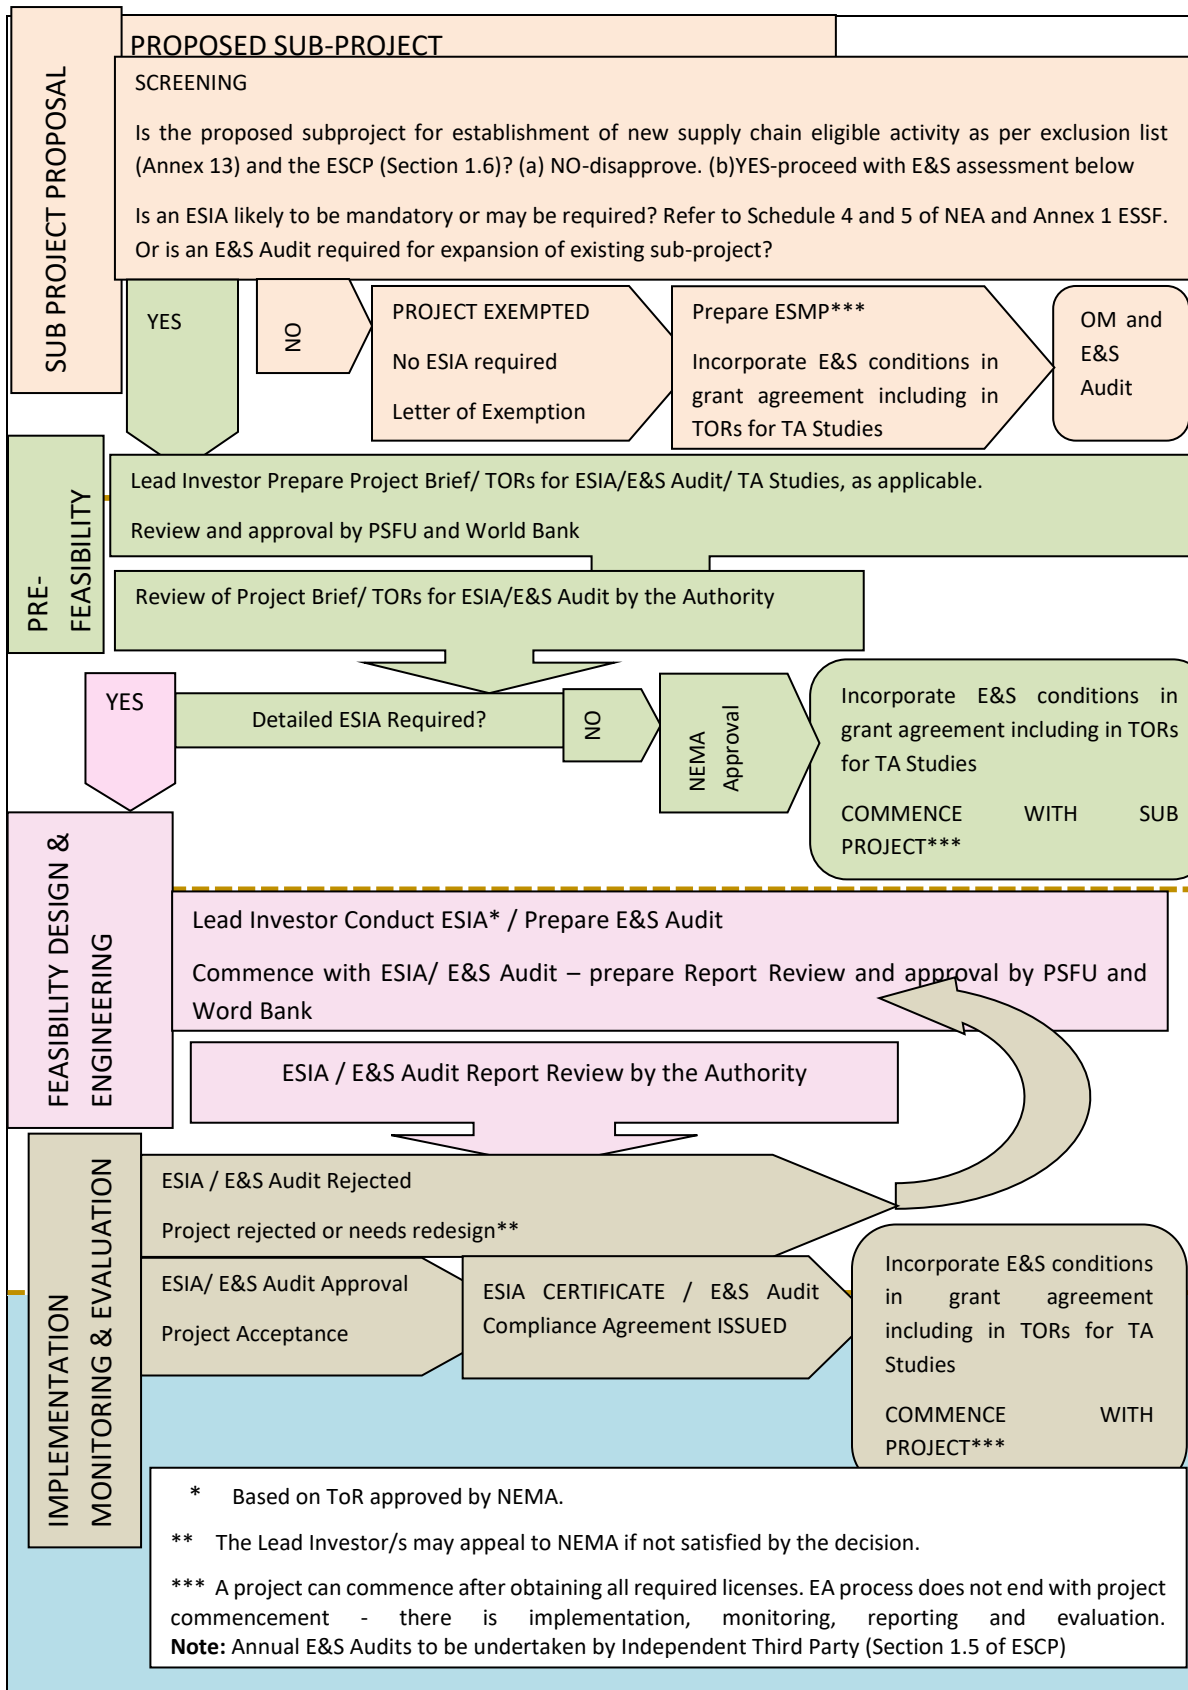 PROPOSED SUB-PROJECT
SUB PROJECT PROPOSAL
SCREENING
Is the proposed subproject for establishment of new supply chain eligible activity as per exclusion list
(Annex 13) and the ESCP (Section 1.6)? (a) NO-disapprove. (b)YES-proceed with E&S assessment below
Is an ESIA likely to be mandatory or may be required? Refer to Schedule 4 and 5 of NEA and Annex 1 ESSF.
Or is an E&S Audit required for expansion of existing sub-project?
YES
NO
PROJECT EXEMPTED
No ESIA required
Letter of Exemption
Prepare ESMP***
Incorporate E&S conditions in
grant agreement including in
TORs for TA Studies
OM and
E&S
Audit
PRE-
FEASIBILITY
Lead Investor Prepare Project Brief/ TORs for ESIA/E&S Audit/ TA Studies, as applicable.
Review and approval by PSFU and World Bank
Review of Project Brief/ TORs for ESIA/E&S Audit by the Authority
YES
Detailed ESIA Required?
NO
NEMA
Approval
Incorporate E&S conditions in
grant agreement including in TORs
for TA Studies
COMMENCE WITH SUB
PROJECT***
FEASIBILITY DESIGN &
ENGINEERING
Lead Investor Conduct ESIA* / Prepare E&S Audit
Commence with ESIA/ E&S Audit – prepare Report Review and approval by PSFU and
Word Bank
ESIA / E&S Audit Report Review by the Authority
IMPLEMENTATION
MONITORING & EVALUATION
ESIA / E&S Audit Rejected
Project rejected or needs redesign**
ESIA/ E&S Audit Approval
Project Acceptance
ESIA CERTIFICATE / E&S Audit
Compliance Agreement ISSUED
Incorporate E&S conditions
in grant agreement
including in TORs for TA
Studies
COMMENCE WITH
PROJECT***
* Based on ToR approved by NEMA.
** The Lead Investor/s may appeal to NEMA if not satisfied by the decision.
*** A project can commence after obtaining all required licenses. EA process does not end with project
commencement - there is implementation, monitoring, reporting and evaluation.
Note: Annual E&S Audits to be undertaken by Independent Third Party (Section 1.5 of ESCP)